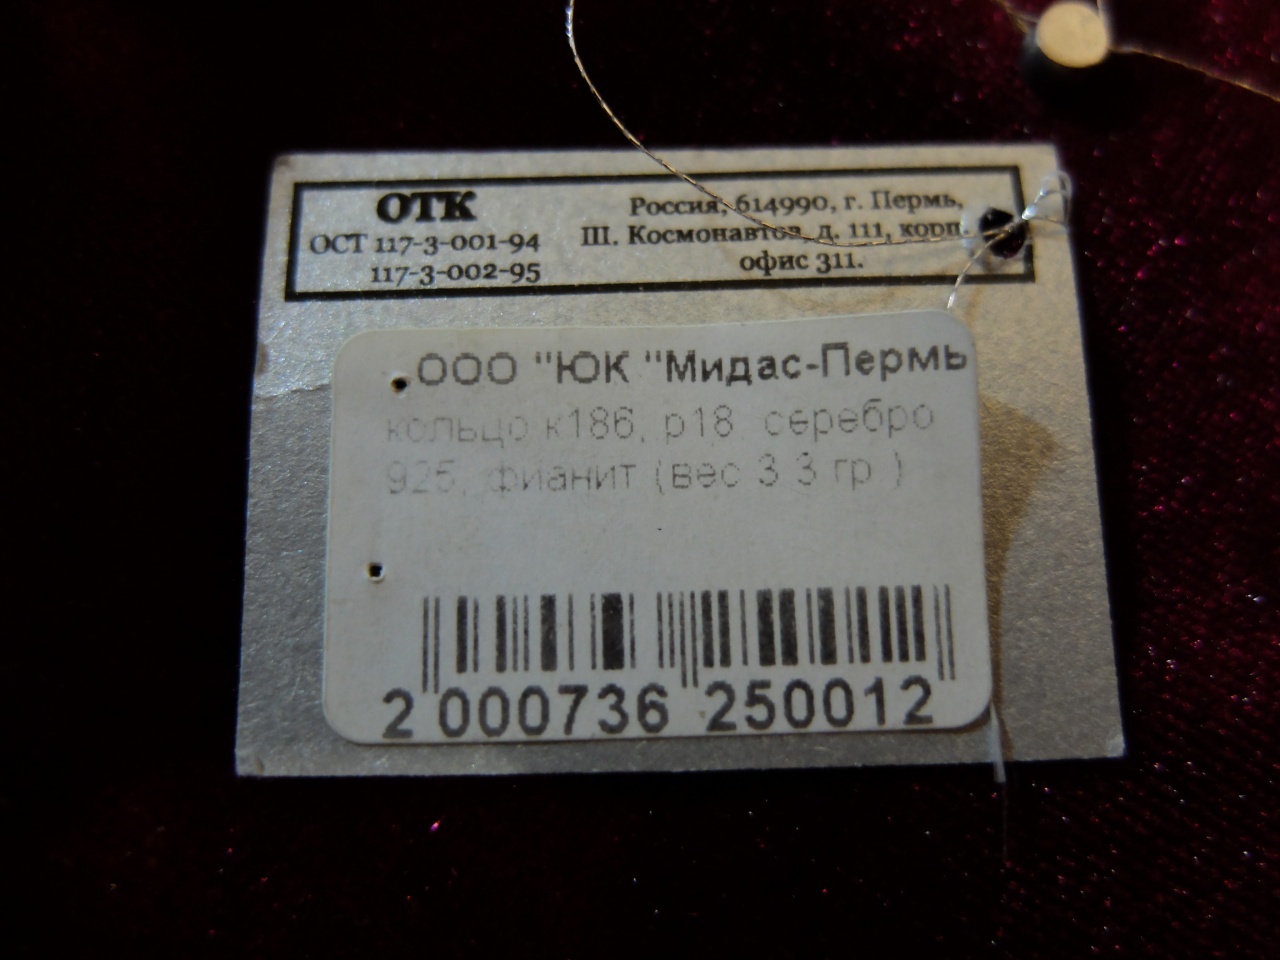 ОТК
ОСТ 117-3-001-94
117-3-002-95
Россия, 614990, г. Пермь,
Ш. Космонавтов, д. 111, корп.
офис 311.
ООО "ЮК "Мидас-Пермь
кольцо к186, р18, серебро
925, фианит (вес 3.3 гр.)
2 000736 250012